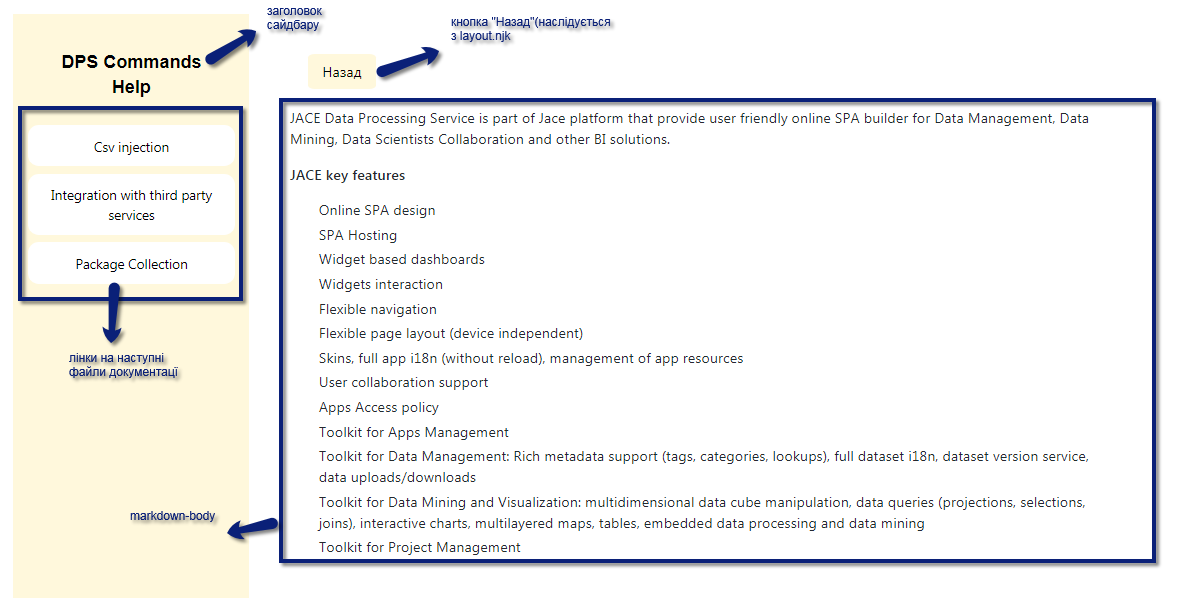 заголовок
сайдбару
кнопка "Назад"(наслідується
з layout.njk
DPS Commands
Help
Назад
Csv injection
Integration with third party
services
Package Collection
лінки на наступні
файли документаці
JACE Data Processing Service is part of Jace platform that provide user friendly online SPA builder for Data Management, Data
Mining, Data Scientists Collaboration and other BI solutions.
JACE key features
Online SPA design
SPA Hosting
Widget based dashboards
Widgets interaction
Flexible navigation
Flexible page layout (device independent)
Skins, full app i18n (without reload), management of app resources
User collaboration support
Apps Access policy
Toolkit for Apps Management
Toolkit for Data Management: Rich metadata support (tags, categories, lookups), full dataset i18n, dataset version service,
data uploads/downloads
Toolkit for Data Mining and Visualization: multidimensional data cube manipulation, data queries (projections, selections,
joins), interactive charts, multilayered maps, tables, embedded data processing and data mining
Toolkit for Project Management
markdown-body